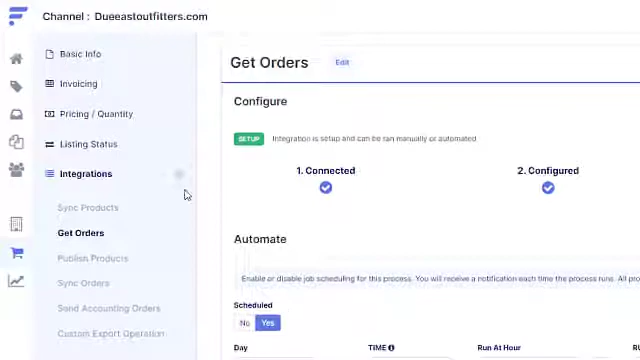 Channel : Dueeastoutfitters.com
Basic Info
Invoicing
Pricing / Quantity
Listing Status
Integrations
Sync Products
Get Orders
Publish Products
Sync Orders
Send Accounting Orders
Custom Export Operation
Get Orders
Edit
Configure
SETUP Integration is setup and can be ran manually or automated
1. Connected
2. Configured
Automate
Enable or disable job scheduling for this process. You will receive a notification each time the process runs. All
Scheduled
No Yes
Day TIME Run At Hour